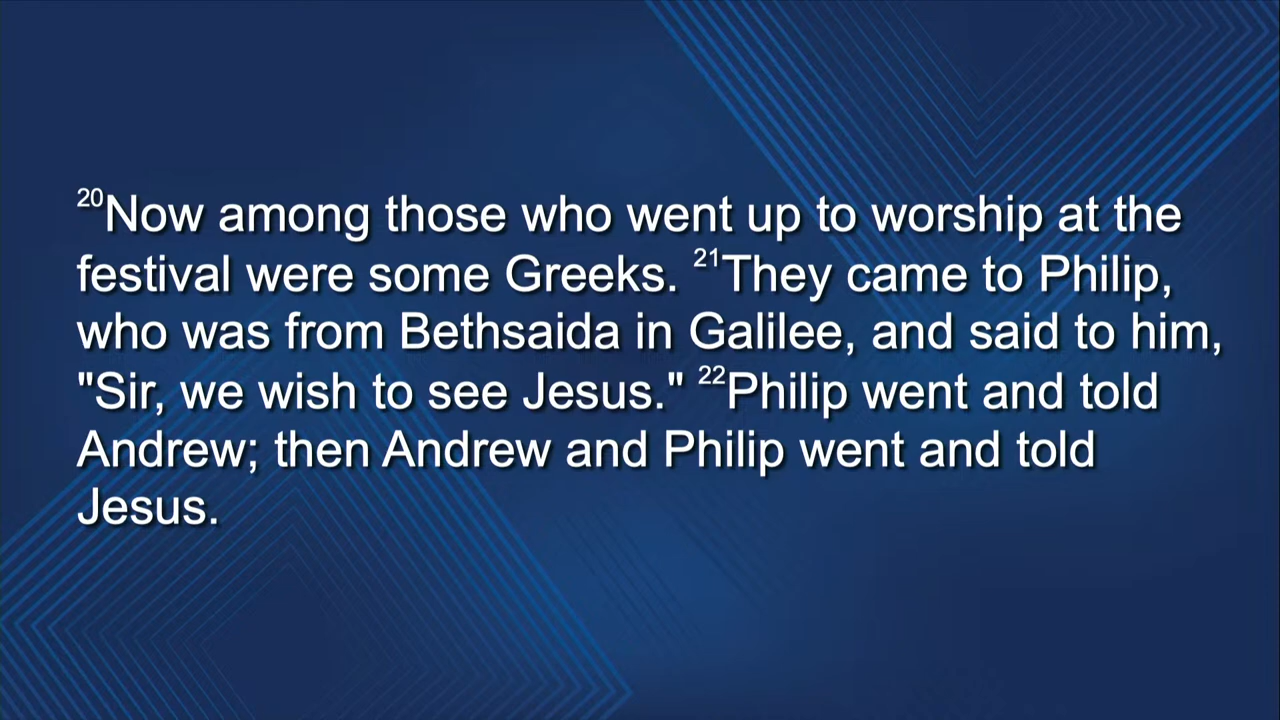 ²⁰Now among those who went up to worship at the
festival were some Greeks. ²¹They came to Philip,
who was from Bethsaida in Galilee, and said to him,
"Sir, we wish to see Jesus." ²²Philip went and told
Andrew; then Andrew and Philip went and told
Jesus.